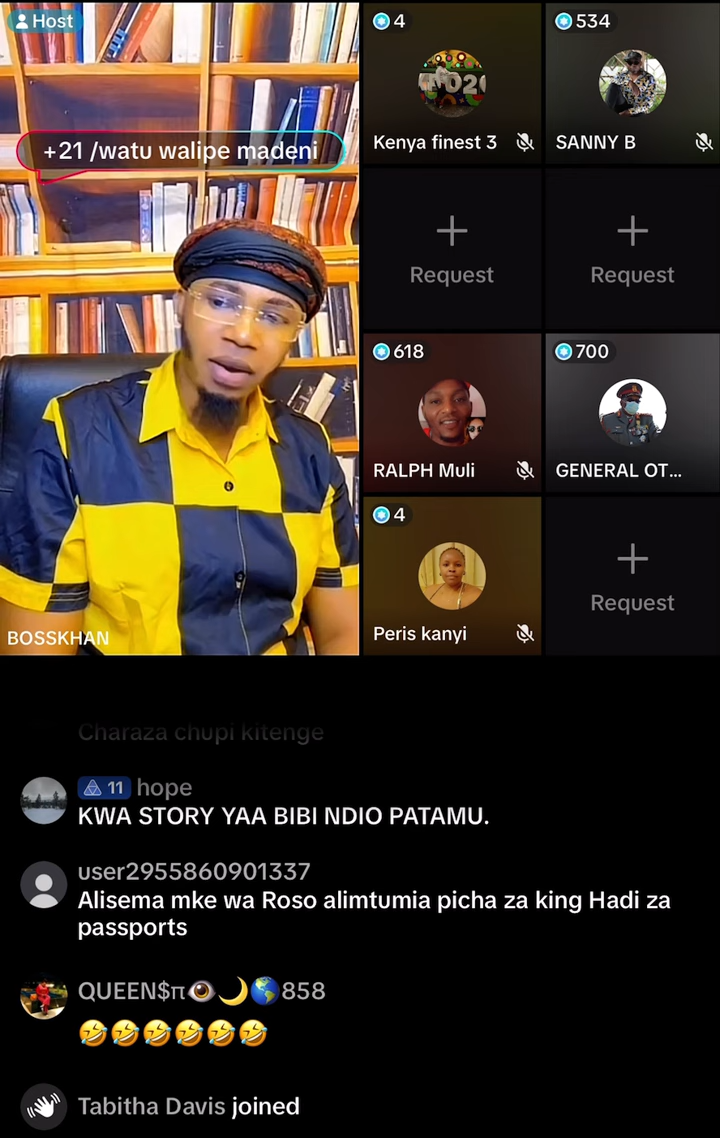 Host
+21 /watu walipe madeni
BOSSKHAN
4
Kenya finest 3
534
SANNY B
Request
Request
618
RALPH Muli
700
GENERAL OT...
4
Peris kanyi
Request
Charaza chupi kitenge
11 hope
KWA STORY YAA BIBI NDIO PATAMU.
user2955860901337
Alisema mke wa Roso alimtumia picha za king Hadi za
passports
QUEEN$π👁️🌙🌎858
🤣🤣🤣🤣🤣🤣
Tabitha Davis joined